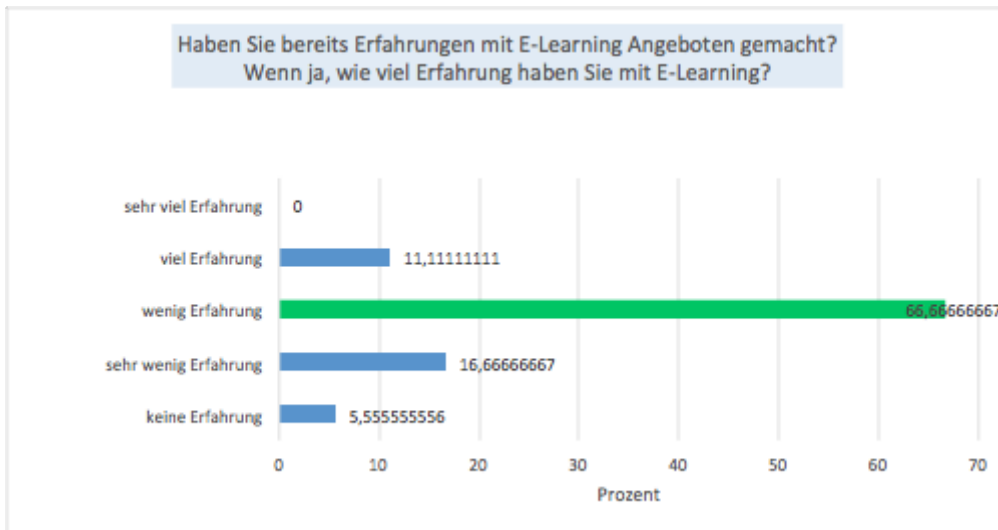 Haben Sie bereits Erfahrungen mit E-Learning Angeboten gemacht?
Wenn ja, wie viel Erfahrung haben Sie mit E-Learning?
sehr viel Erfahrung 0
viel Erfahrung 11,11111111
wenig Erfahrung 66,66666667
sehr wenig Erfahrung 16,66666667
keine Erfahrung 5,555555556
0 10 20 30 40 50 60 70
Prozent